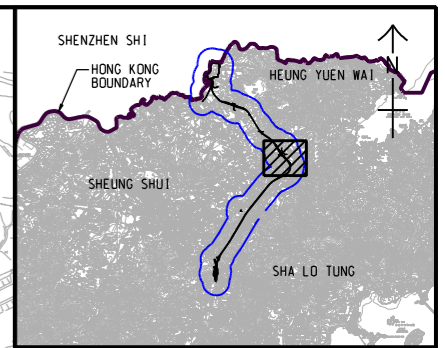 SHENZHEN SHI
HEUNG YUEN WAI
N
HONG KONG
BOUNDARY
SHEUNG SHUI
SHA LO TUNG